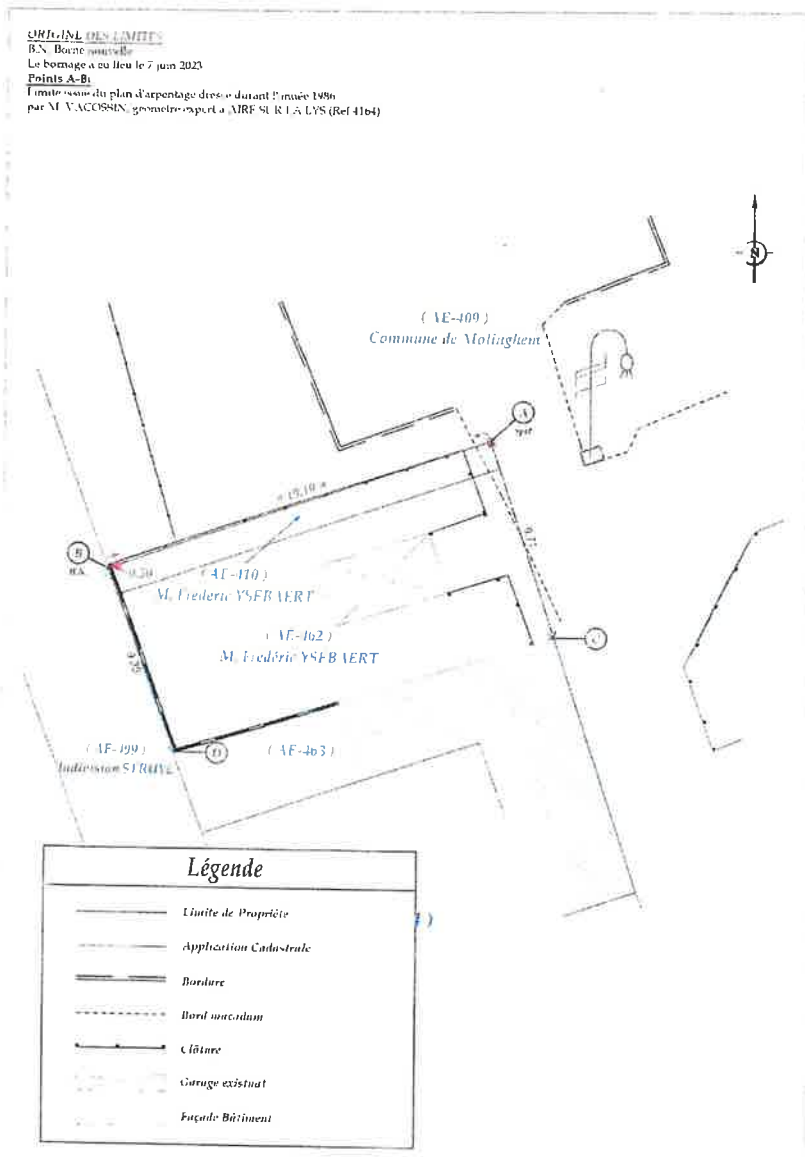 ORIGINE DES LIMITES
B.N. Borne nouvelle
Le bornage a eu lieu le 7 juin 2023
Points A-B:
Limite issue du plan d'arpentage dressé durant l'année 1986
par M. VACOSSIN, géomètre expert à AIRE SUR LA LYS (Ref 4164)
N
( AE-409 )
Commune de Molinghem
A
« 19.10 »
B
B.N.
0.50
( AE-410 )
M. Frédéric YSEBAERT
( AE-462 )
M. Frédéric YSEBAERT
C
( AE-499 )
Indivision
D
( AE-463 )
Légende
Limite de Propriété
Application Cadastrale
Bordure
Bord macadam
Clôture
Garage existant
Façade Bâtiment
)